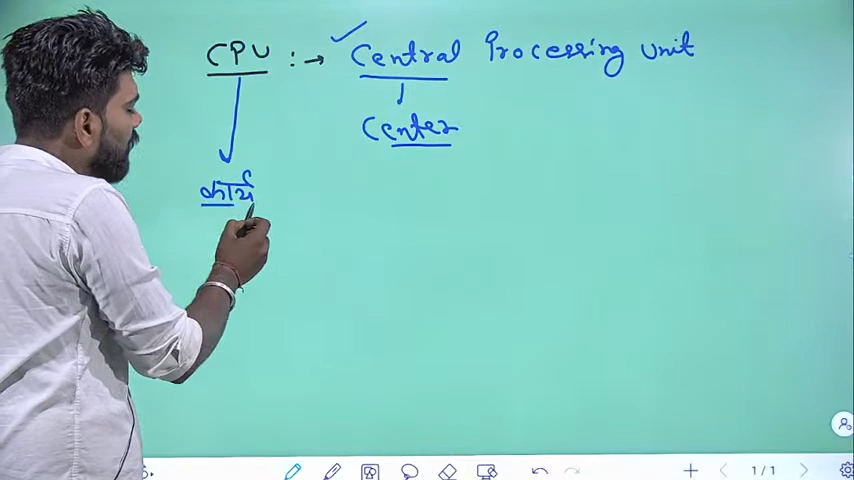 CPU :→ Central Processing Unit
Center
कार्य
1/1